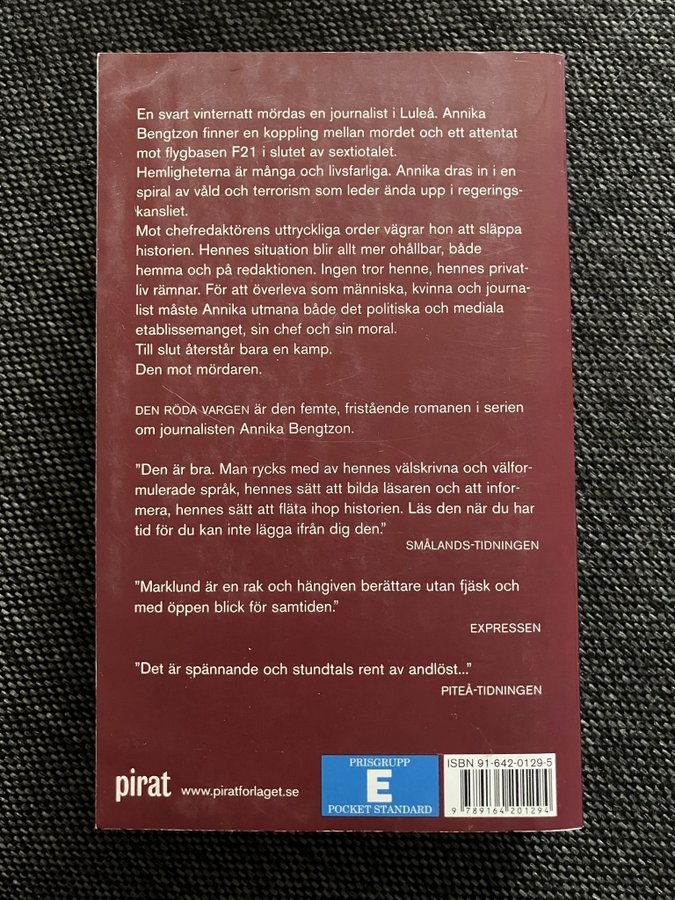 En svart vinternatt mördas en journalist i Luleå. Annika
Bengtzon finner en koppling mellan mordet och ett attentat
mot flygbasen F21 i slutet av sextiotalet.
Hemligheterna är många och livsfarliga. Annika dras in i en
spiral av våld och terrorism som leder ända upp i regerings-
kansliet.
Mot chefredaktörens uttryckliga order vägrar hon att släppa
historien. Hennes situation blir allt mer ohållbar, både
hemma och på redaktionen. Ingen tror henne, hennes privat-
liv rämnar. För att överleva som människa, kvinna och journa-
list måste Annika utmana både det politiska och mediala
etablissemanget, sin chef och sin moral.
Till slut återstår bara en kamp.
Den mot mördaren.
DEN RÖDA VARGEN är den femte, fristående romanen i serien
om journalisten Annika Bengtzon.
”Den är bra. Man rycks med av hennes välskrivna och välfor-
mulerade språk, hennes sätt att bilda läsaren och att infor-
mera, hennes sätt att fläta ihop historien. Läs den när du har
tid för du kan inte lägga ifrån dig den.”
SMÅLANDS-TIDNINGEN
”Marklund är en rak och hängiven berättare utan fjäsk och
med öppen blick för samtiden.”
EXPRESSEN
”Det är spännande och stundtals rent av andlöst...”
PITEÅ-TIDNINGEN
pirat www.piratforlaget.se
PRISGRUPP
E
POCKET STANDARD
ISBN 91-642-0129-5
9 789164 201294